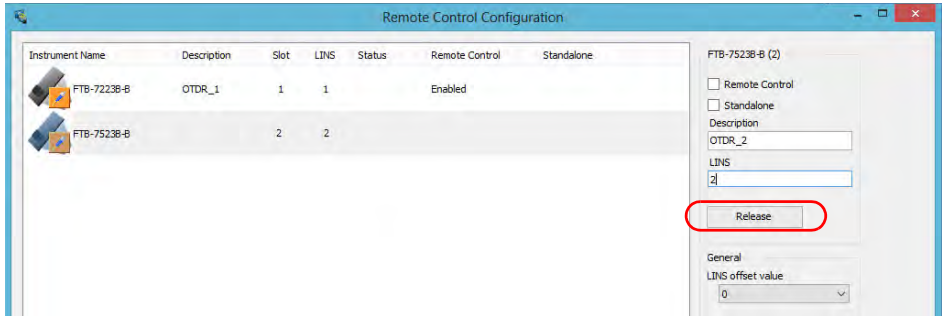 Remote Control Configuration
Instrument Name Description Slot LINS Status Remote Control Standalone
FTB-7223B-B OTDR_1 1 1 Enabled
FTB-7523B-B 2 2
FTB-7523B-B (2)
Remote Control
Standalone
Description
OTDR_2
LINS
2
Release
General
LINS offset value
0